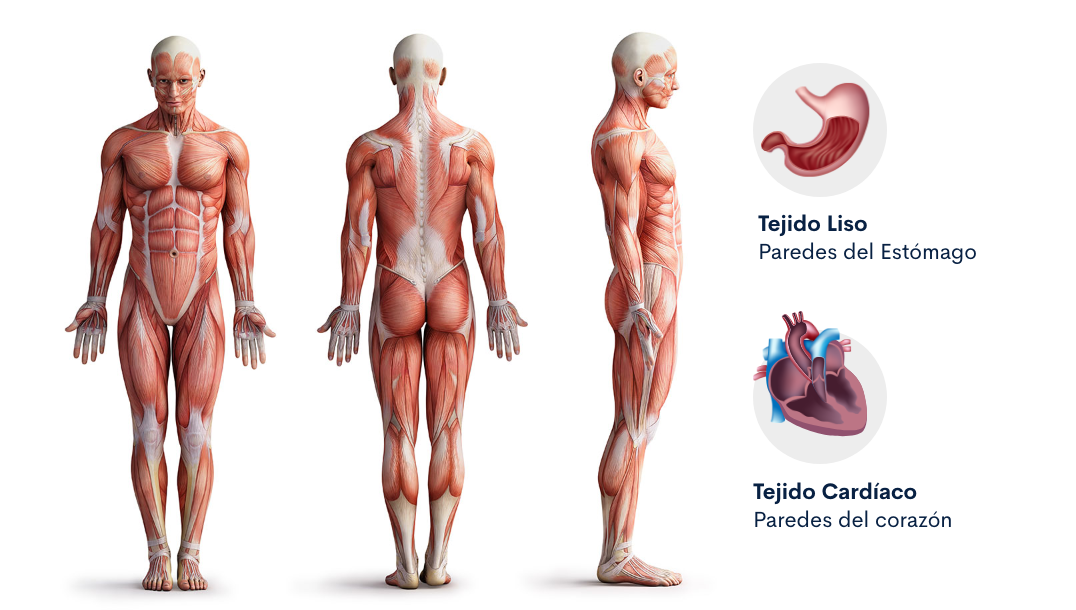 Tejido Liso
Paredes del Estómago
Tejido Cardíaco
Paredes del corazón